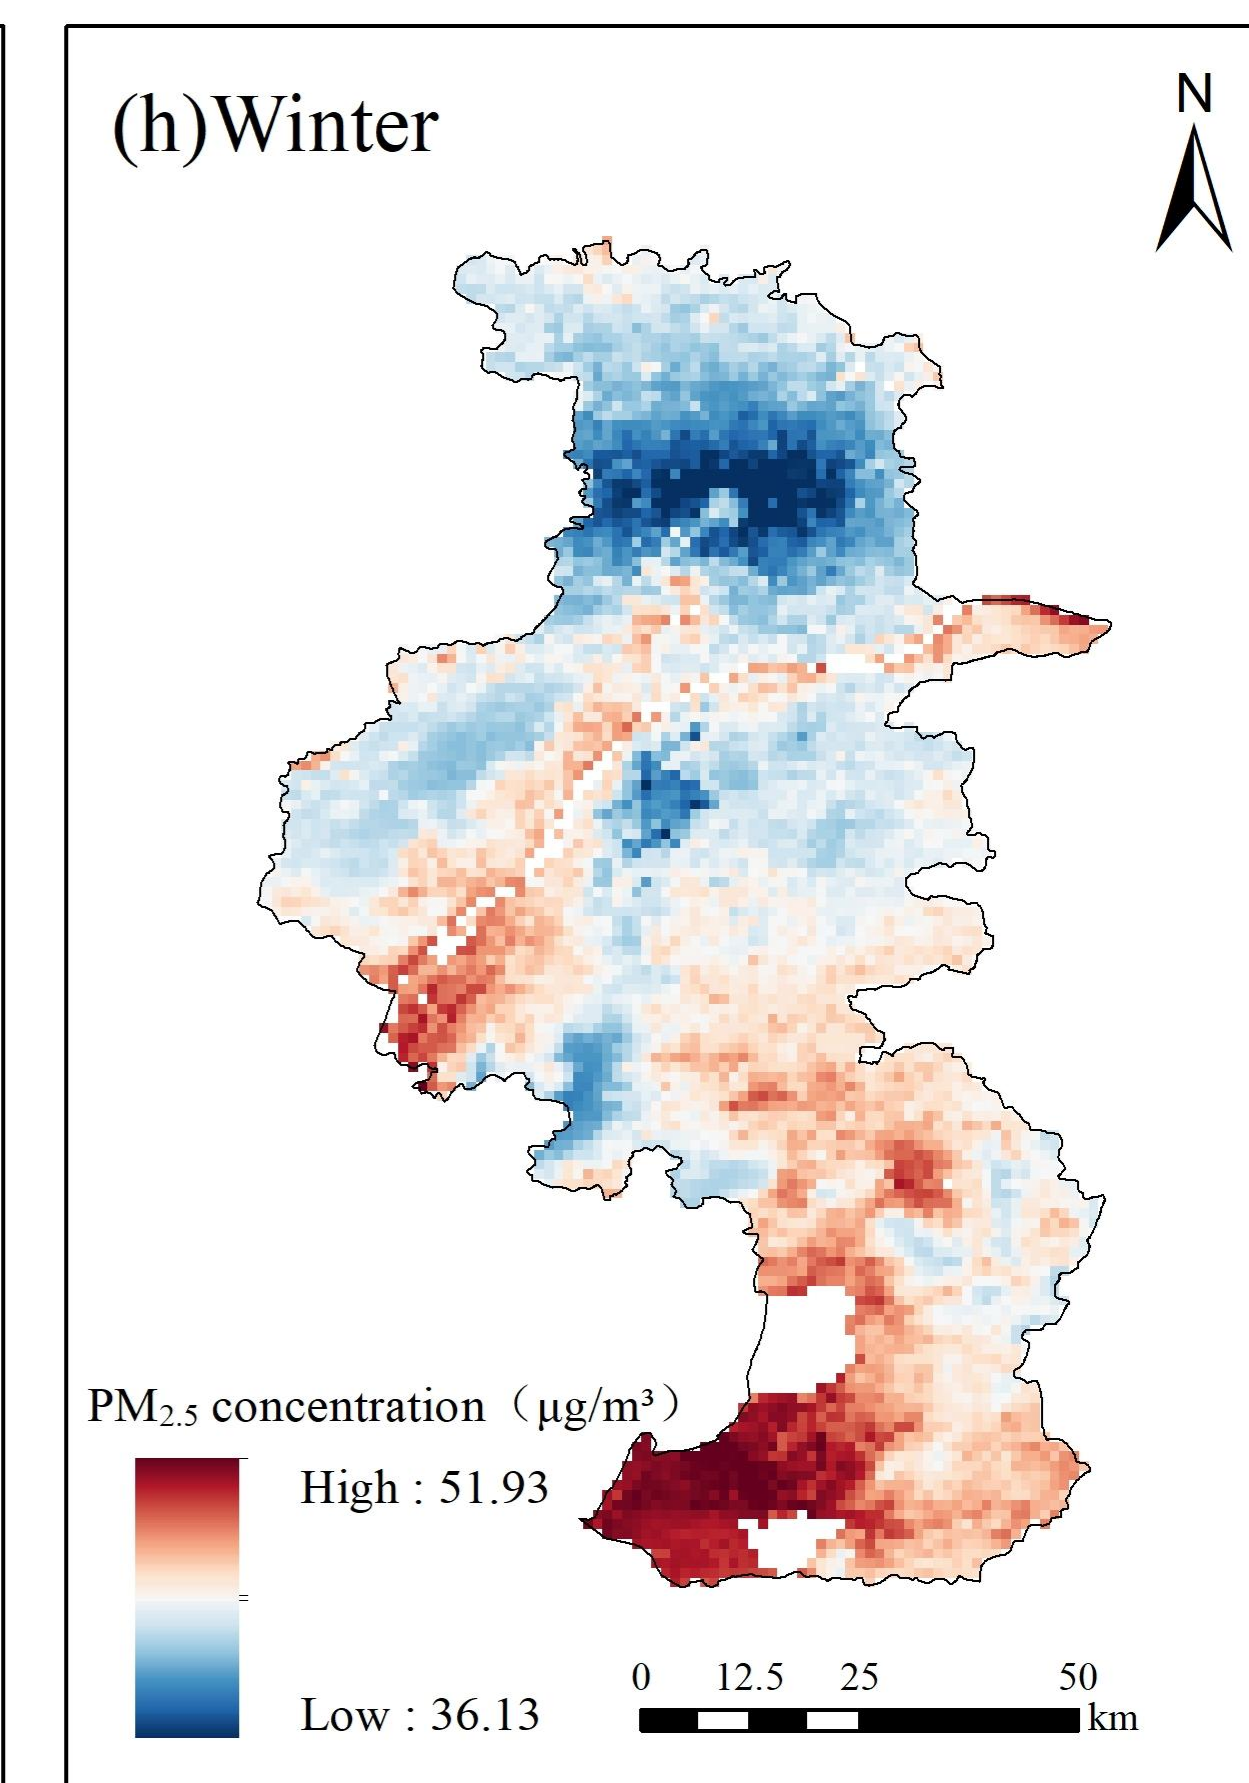 (h)Winter
N
PM₂.₅ concentration（μg/m³）
High : 51.93
Low : 36.13
0 12.5 25 50
km